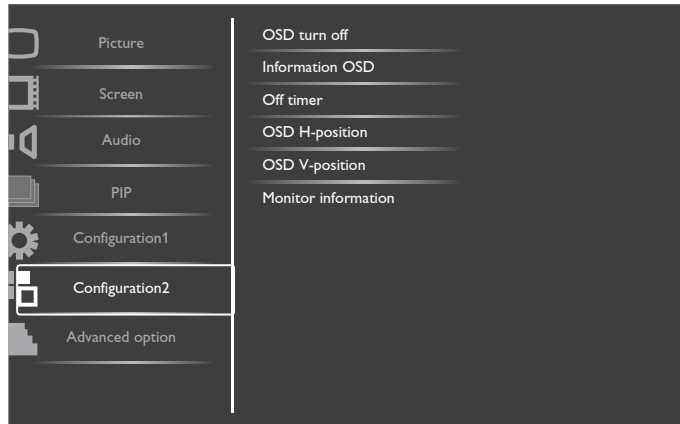 Picture
Screen
Audio
PIP
Configuration1
Configuration2
Advanced option
OSD turn off
Information OSD
Off timer
OSD H-position
OSD V-position
Monitor information